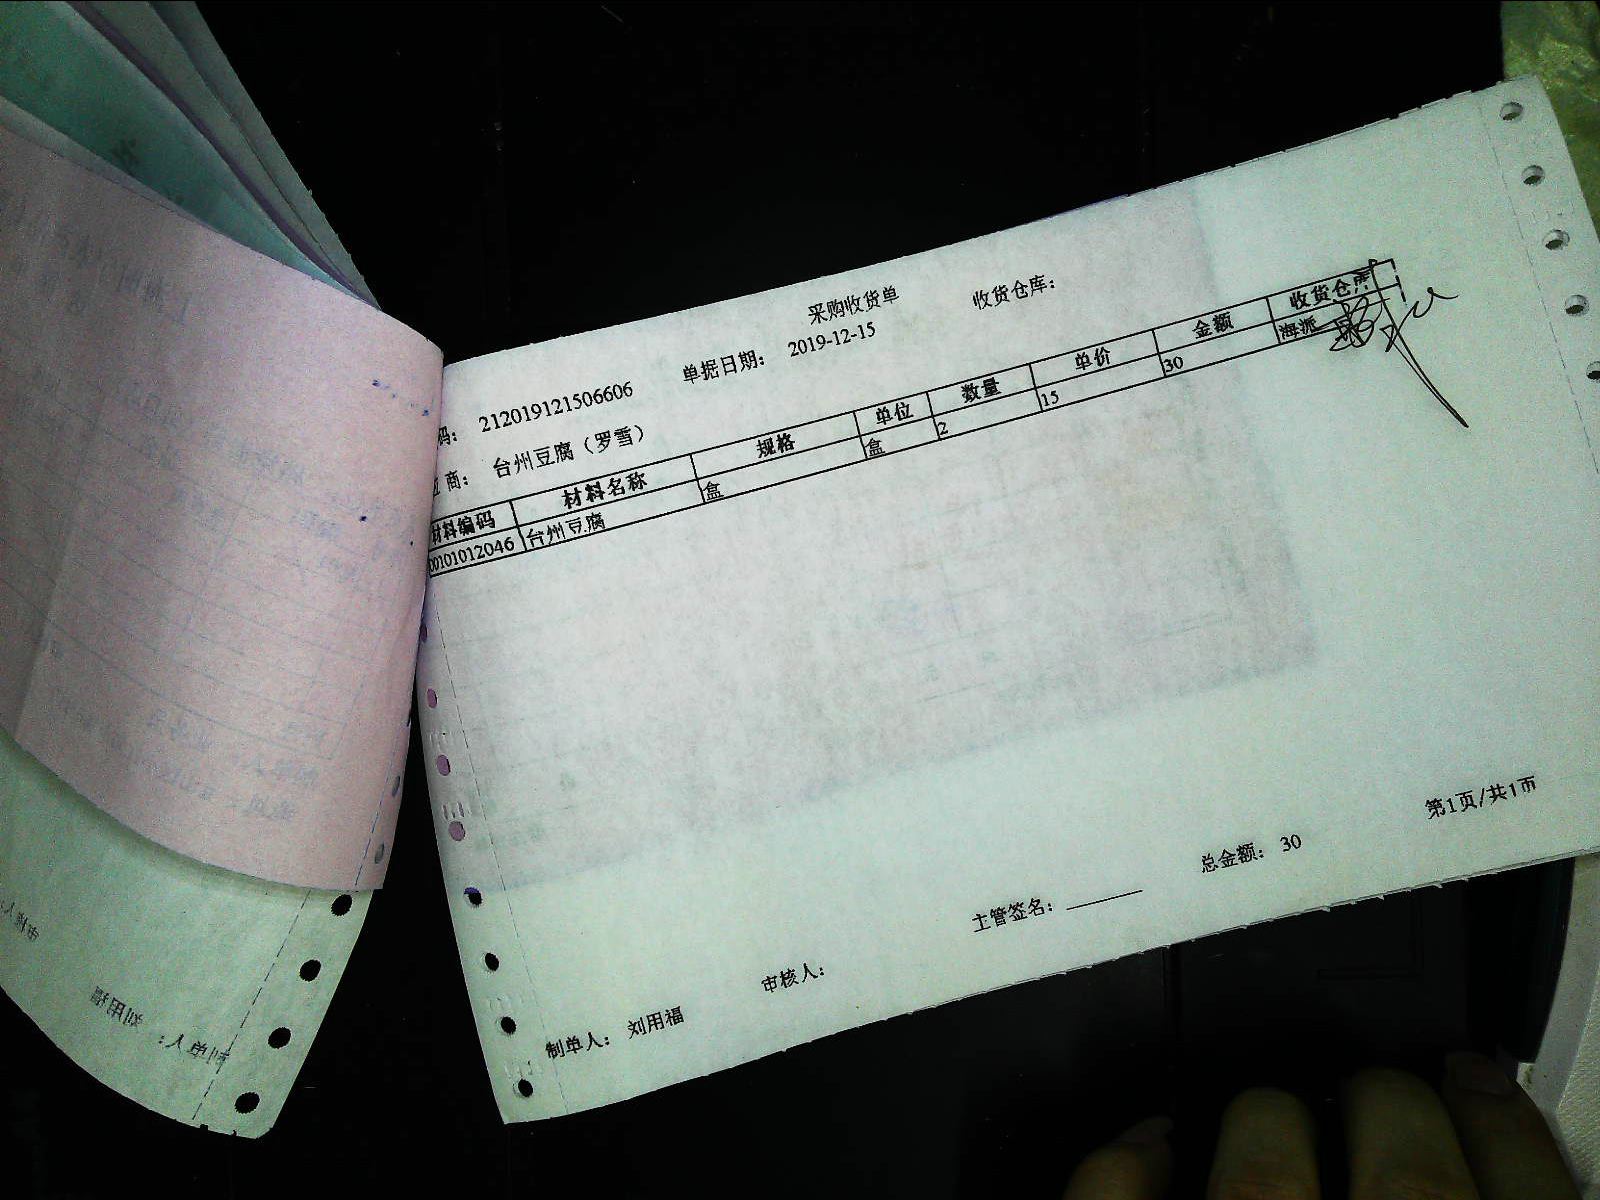 采购收货单 收货仓库:
码: 212019121506606 单据日期: 2019-12-15
应商: 台州豆腐(罗雪)
材料编码 材料名称 规格 单位 数量 单价 金额 收货仓库
00101012046 台州豆腐 盒 盒 2 15 30 海派
制单人: 刘用福 审核人: 主管签名: 总金额: 30 第1页/共1页